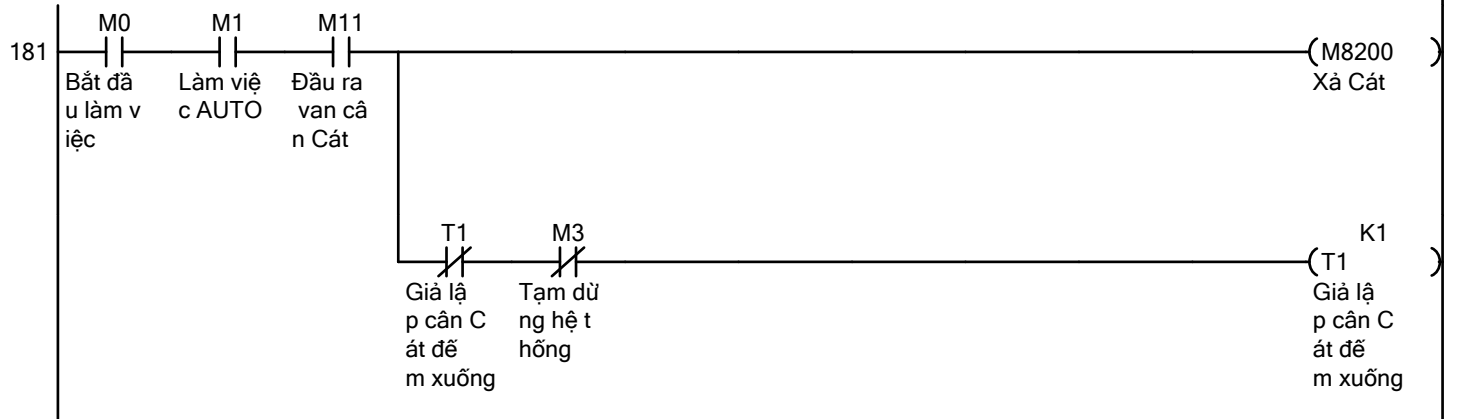 M0 M1 M11
181 (M8200 )
Bắt đầ Làm việ Đầu ra Xả Cát
u làm v c AUTO van câ
iệc n Cát
T1 M3 K1
(T1 )
Giả lậ Tạm dừ Giả lậ
p cân C ng hệ t p cân C
át đế hống át đế
m xuống m xuống